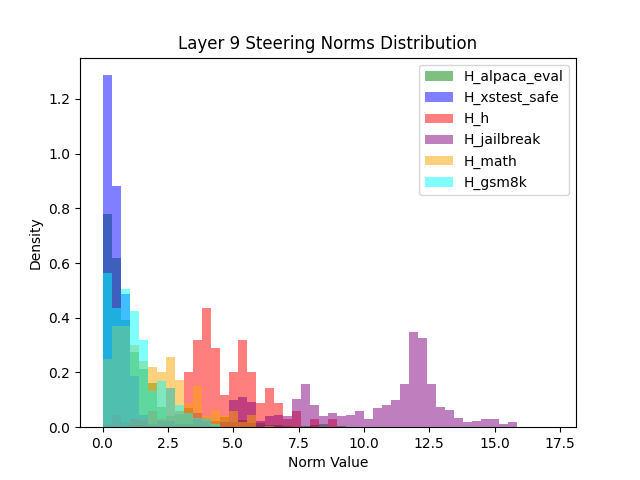 Layer 9 Steering Norms Distribution
H_alpaca_eval
H_xstest_safe
H_h
H_jailbreak
H_math
H_gsm8k
1.2
1.0
0.8
0.6
0.4
0.2
0.0
Density
0.0 2.5 5.0 7.5 10.0 12.5 15.0 17.5
Norm Value